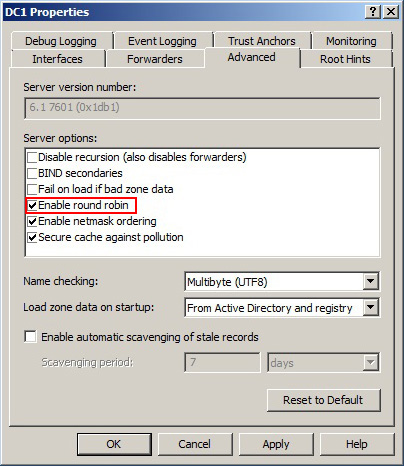 DC1 Properties
Debug Logging Event Logging Trust Anchors Monitoring
Interfaces Forwarders Advanced Root Hints
Server version number:
6.1 7601 (0x1db1)
Server options:
Disable recursion (also disables forwarders)
BIND secondaries
Fail on load if bad zone data
Enable round robin
Enable netmask ordering
Secure cache against pollution
Name checking: Multibyte (UTF8)
Load zone data on startup: From Active Directory and registry
Enable automatic scavenging of stale records
Scavenging period: 7 days
Reset to Default
OK Cancel Apply Help